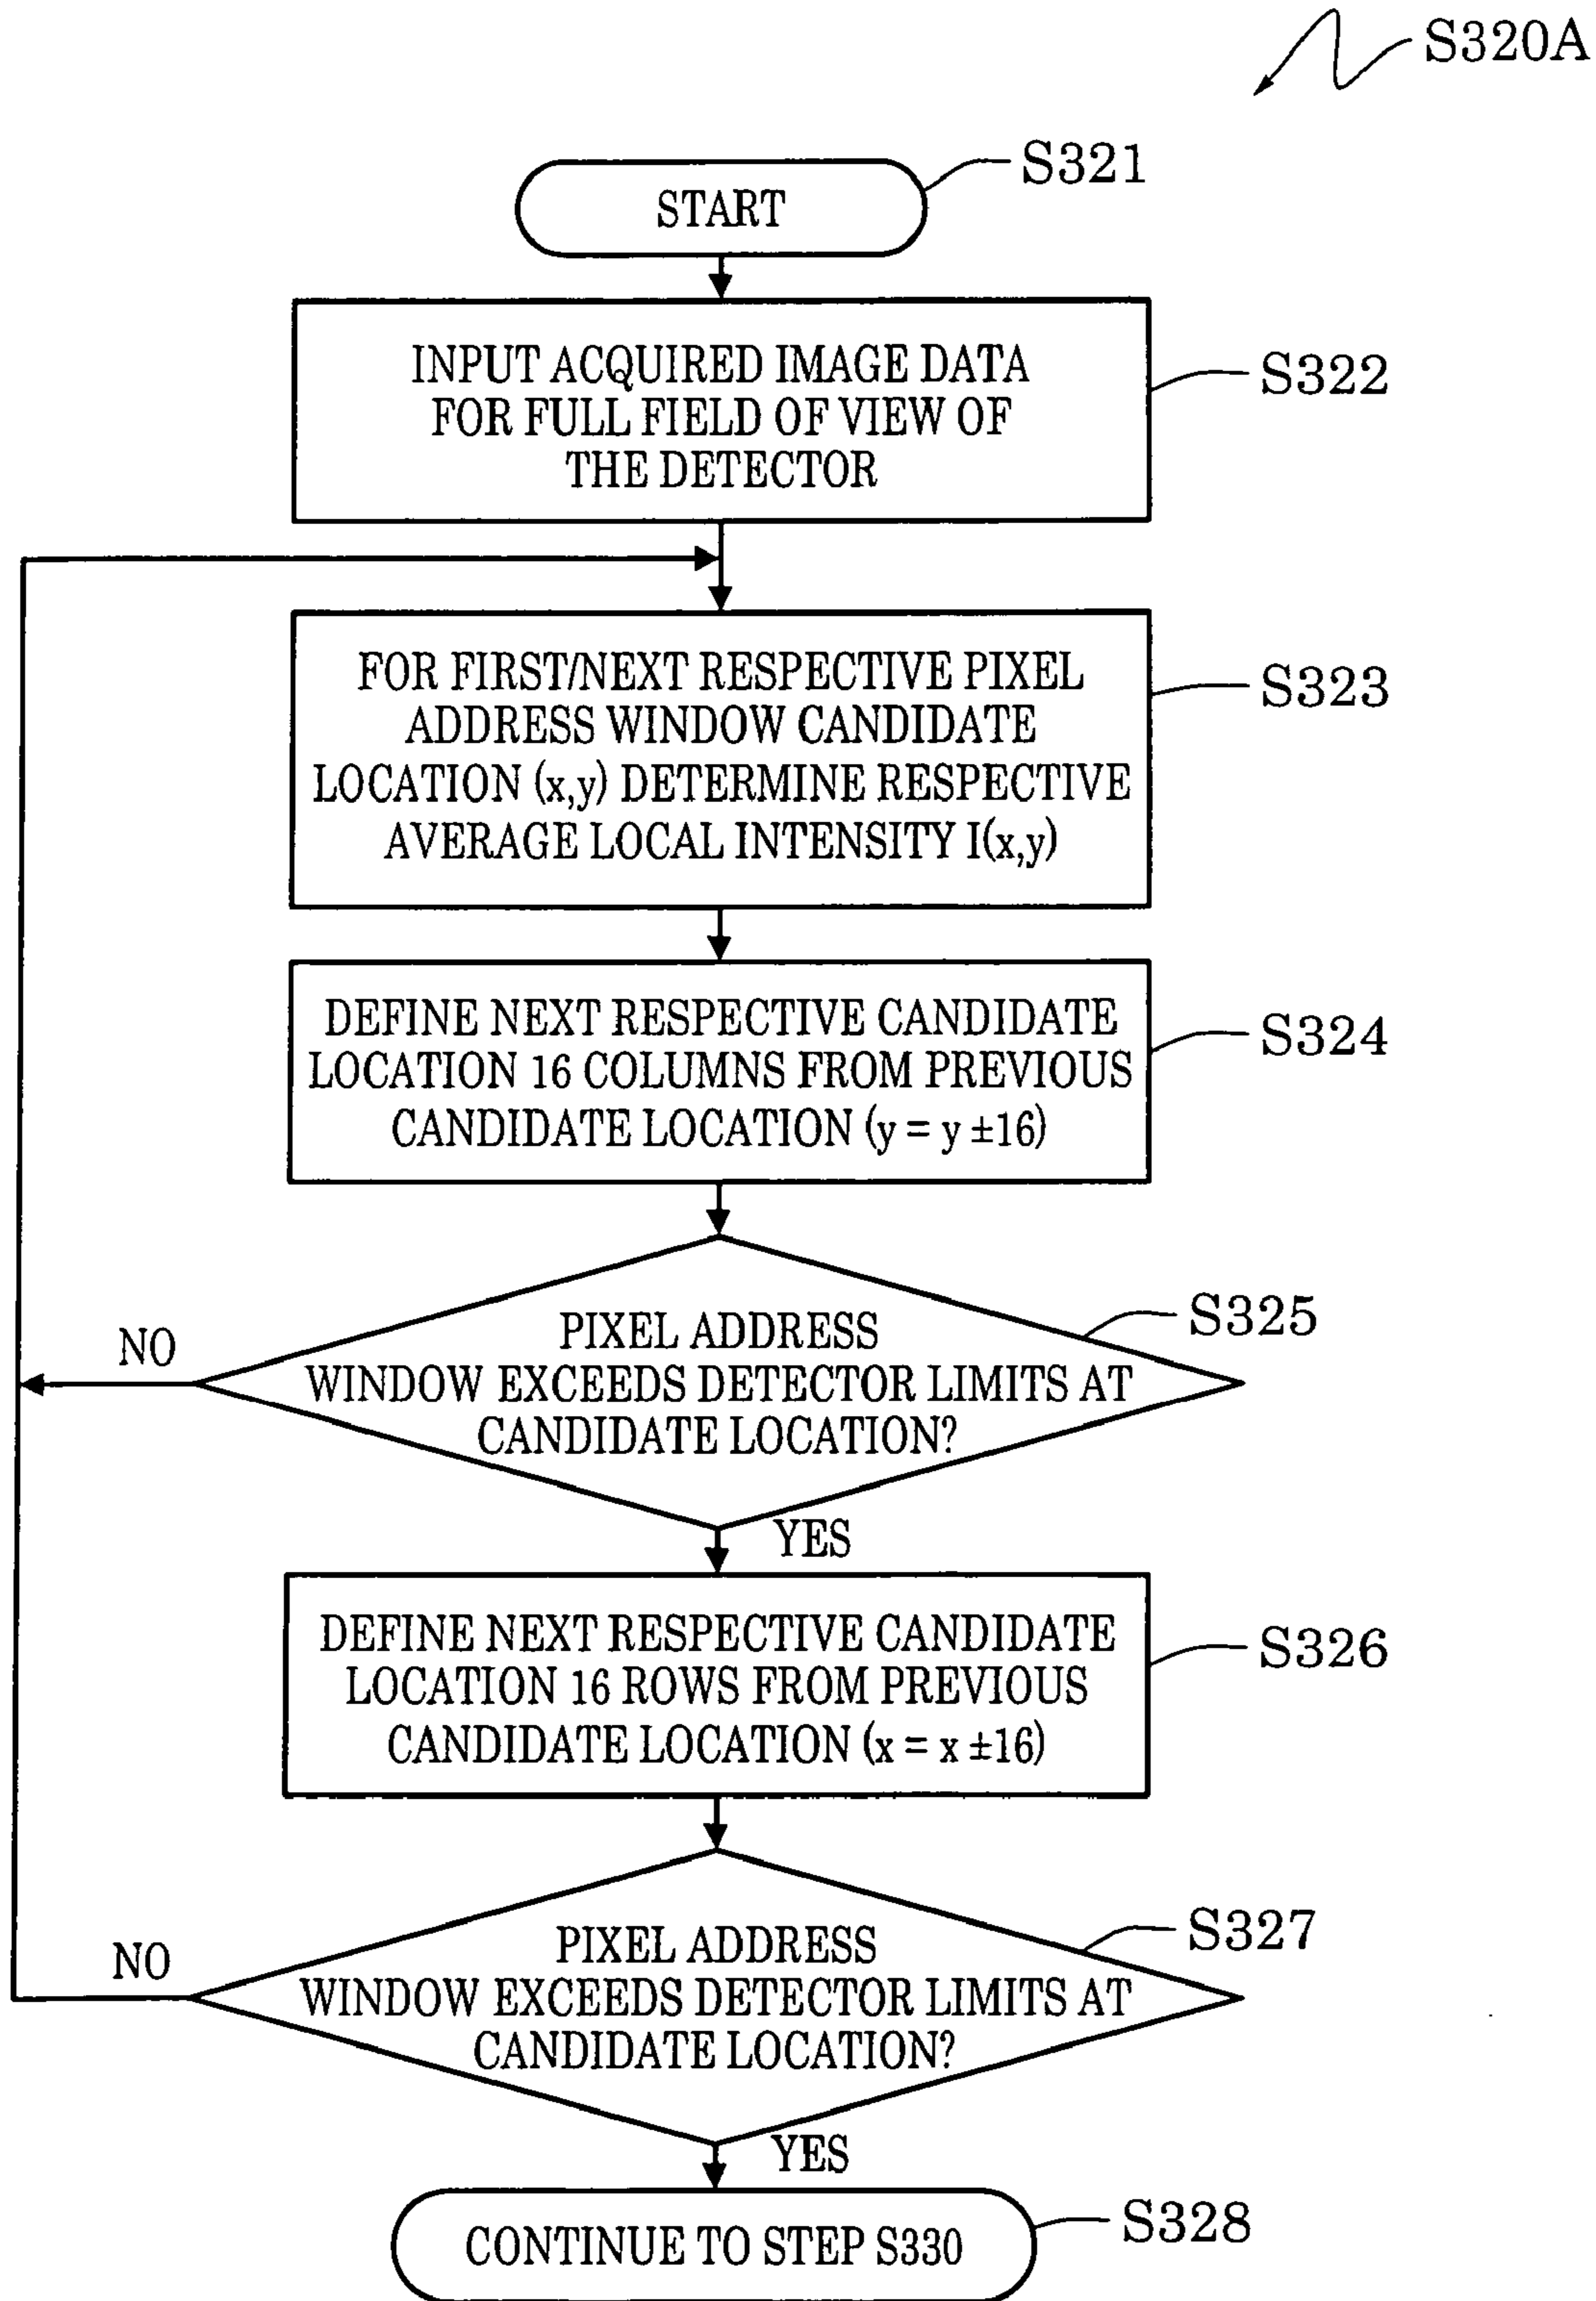 S320A
S321
START
INPUT ACQUIRED IMAGE DATA
FOR FULL FIELD OF VIEW OF
THE DETECTOR
S322
FOR FIRST/NEXT RESPECTIVE PIXEL
ADDRESS WINDOW CANDIDATE
LOCATION (x,y) DETERMINE RESPECTIVE
AVERAGE LOCAL INTENSITY I(x,y)
S323
DEFINE NEXT RESPECTIVE CANDIDATE
LOCATION 16 COLUMNS FROM PREVIOUS
CANDIDATE LOCATION (y = y ±16)
S324
PIXEL ADDRESS
WINDOW EXCEEDS DETECTOR LIMITS AT
CANDIDATE LOCATION?
S325
NO
YES
DEFINE NEXT RESPECTIVE CANDIDATE
LOCATION 16 ROWS FROM PREVIOUS
CANDIDATE LOCATION (x = x ±16)
S326
PIXEL ADDRESS
WINDOW EXCEEDS DETECTOR LIMITS AT
CANDIDATE LOCATION?
S327
NO
YES
CONTINUE TO STEP S330
S328